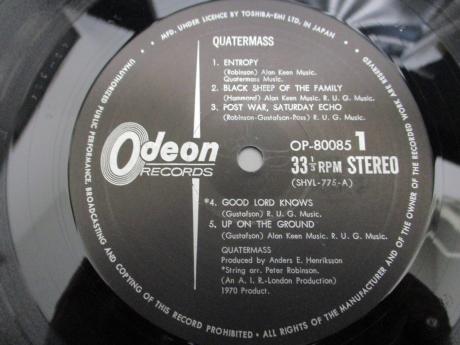 • MFD. UNDER LICENCE BY TOSHIBA-EMI LTD, IN JAPAN •
UNAUTHORIZED PUBLIC PERFORMANCE, BROADCASTING AND COPYING OF THIS RECORD PROHIBITED • ALL RIGHTS OF THE MANUFACTURER AND OF THE OWNER OF THE RECORDED WORK ARE RESERVED
QUATERMASS
1. ENTROPY
(Robinson) Alan Keen Music.
Quatermass Music.
2. BLACK SHEEP OF THE FAMILY
(Hammond) Alan Keen Music. R. U. G. Music.
3. POST WAR, SATURDAY ECHO
(Robinson-Gustafson-Ross) R. U. G. Music.
Odeon
RECORDS
OP-80085 1
33 1/3 RPM STEREO
(SHVL-775-A)
*4. GOOD LORD KNOWS
(Gustafson) R. U. G. Music.
5. UP ON THE GROUND
(Gustafson) Alan Keen Music. R. U. G. Music.
QUATERMASS
Produced by Anders E. Henriksson
*String arr. Peter Robinson.
(An A. I. R.-London Production)
1970 Product.